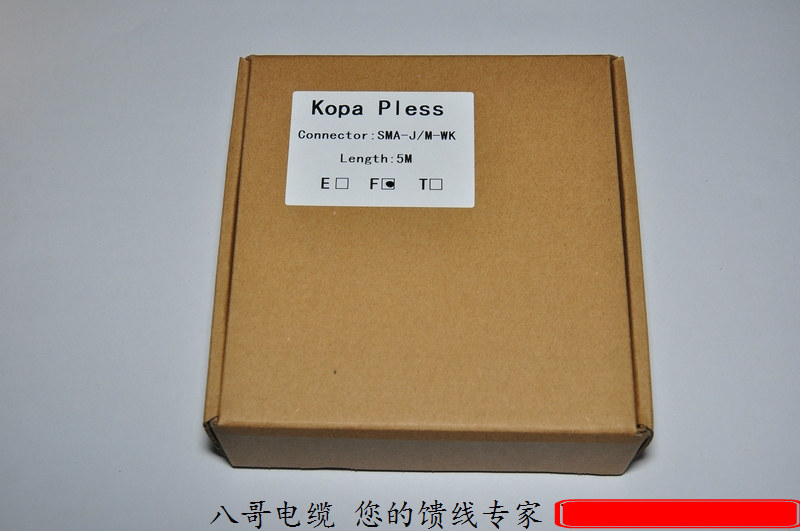 Kopa Pless
Connector:SMA-J/M-WK
Length:5M
E□ F☑ T□
八哥电缆 您的馈线专家